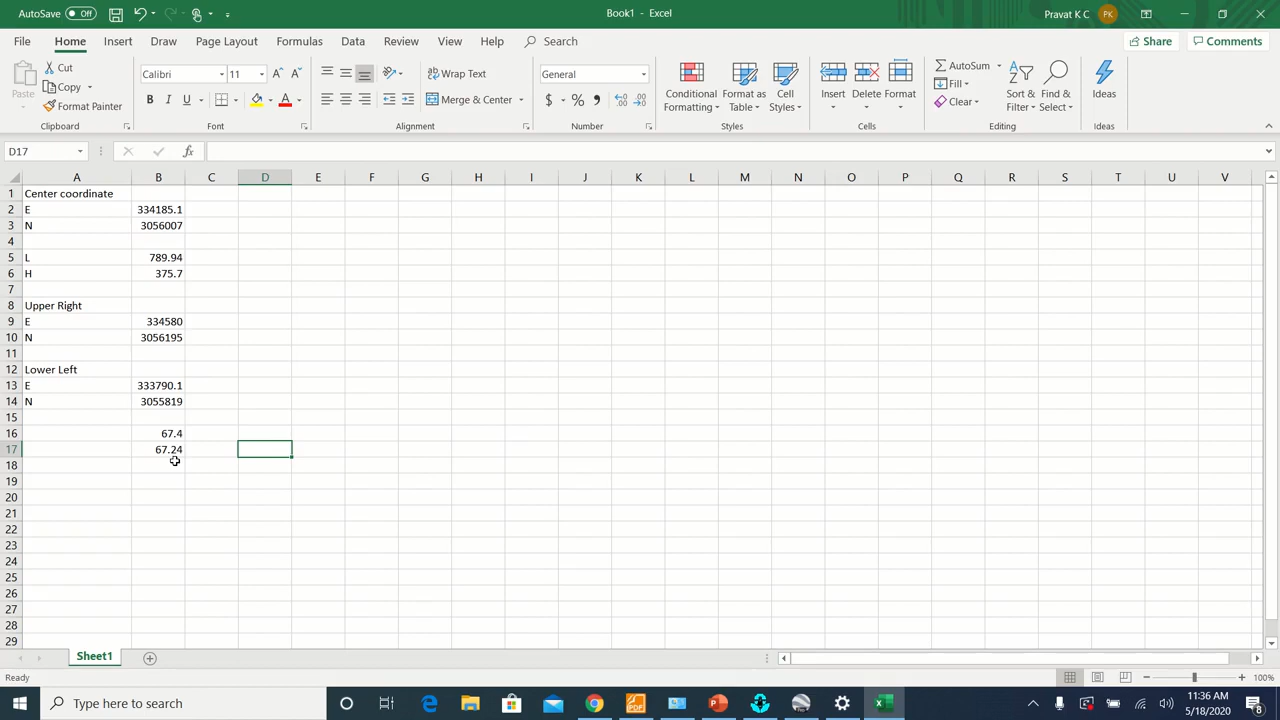 AutoSave Off Book1 - Excel Pravat K C PK
File Home Insert Draw Page Layout Formulas Data Review View Help Search Share Comments
Paste Cut Copy Format Painter Clipboard
Calibri 11 A A B I U A Font
Wrap Text Merge & Center Alignment
General $ % , Number
Conditional Formatting Format as Table Cell Styles Styles
Insert Delete Format Cells
AutoSum Fill Clear Sort & Filter Find & Select Editing
Ideas Ideas
D17 fx
A B C D E F G H I J K L M N O P Q R S T U V
1 Center coordinate
2 E 334185.1
3 N 3056007
4
5 L 789.94
6 H 375.7
7
8 Upper Right
9 E 334580
10 N 3056195
11
12 Lower Left
13 E 333790.1
14 N 3055819
15
16 67.4
17 67.24
18
19
20
21
22
23
24
25
26
27
28
29
Sheet1
Ready 100%
Type here to search 11:36 AM
5/18/2020 8